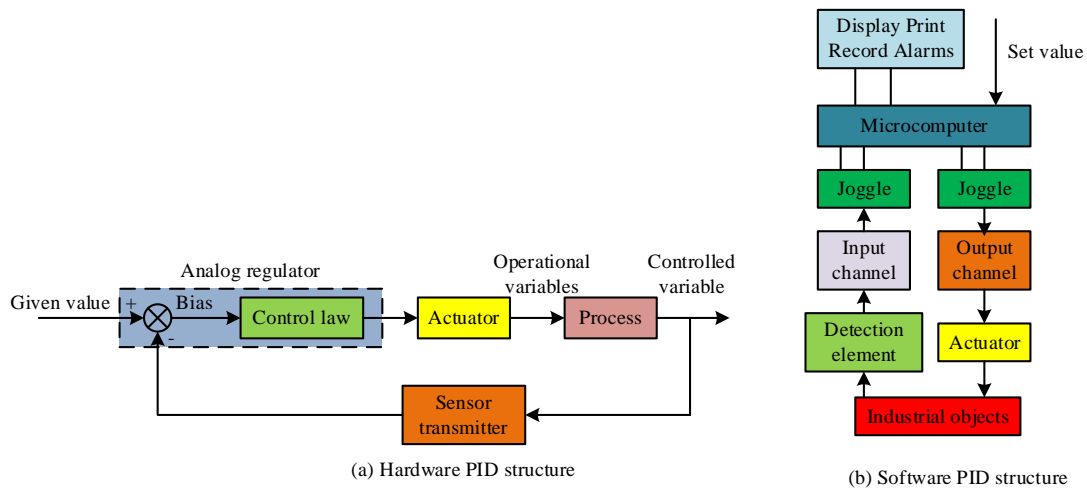 Analog regulator
Given value
+
-
Bias
Control law
Actuator
Operational
variables
Process
Controlled
variable
Sensor
transmitter
(a) Hardware PID structure
Display Print
Record Alarms
Set value
Microcomputer
Joggle
Joggle
Input
channel
Output
channel
Detection
element
Actuator
Industrial objects
(b) Software PID structure